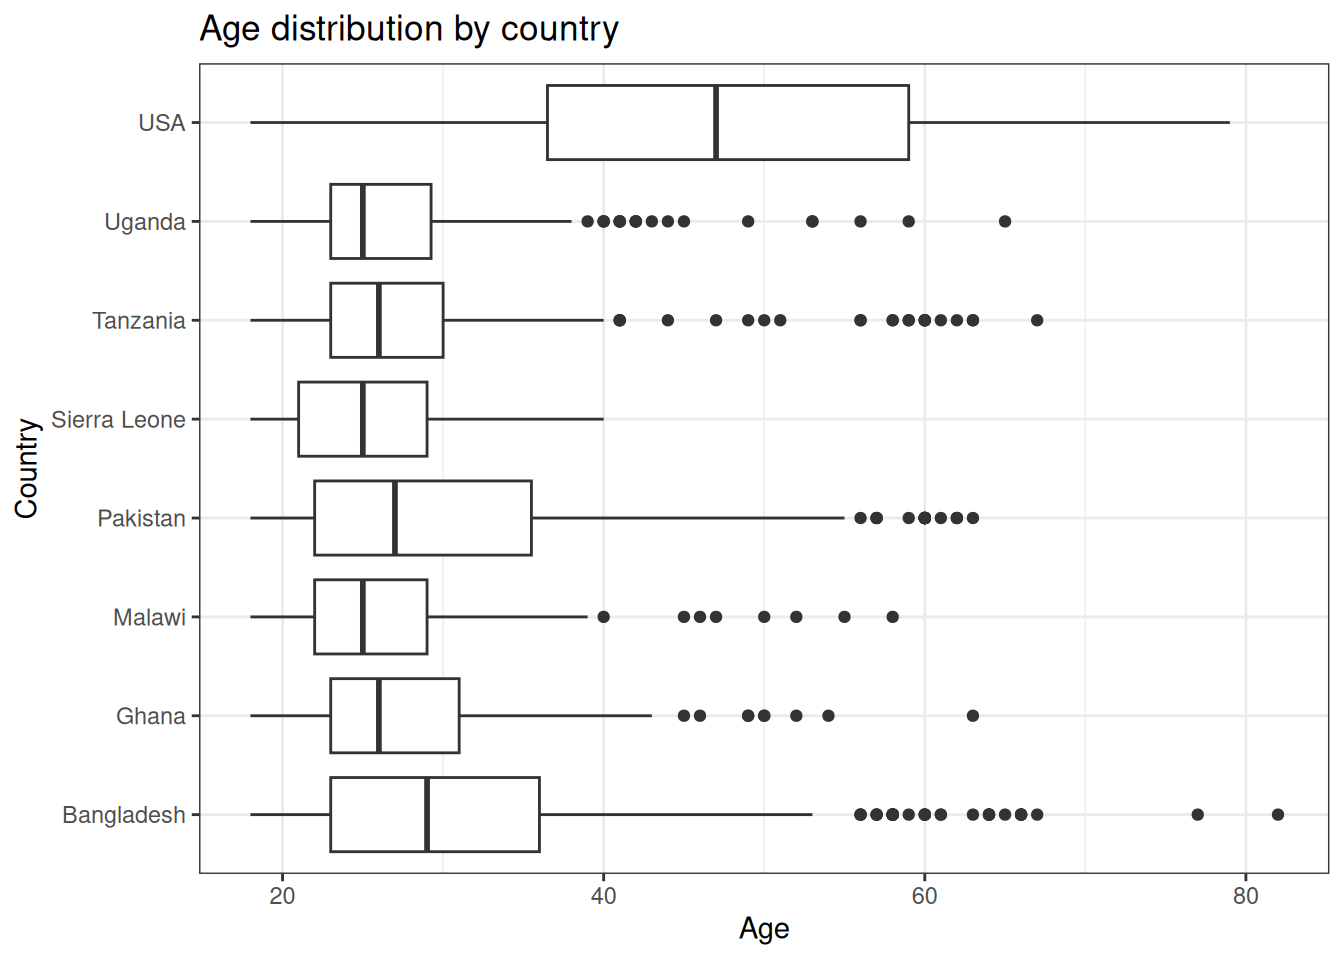 Age distribution by country
USA
Uganda
Tanzania
Sierra Leone
Pakistan
Malawi
Ghana
Bangladesh
Country
20 40 60 80
Age